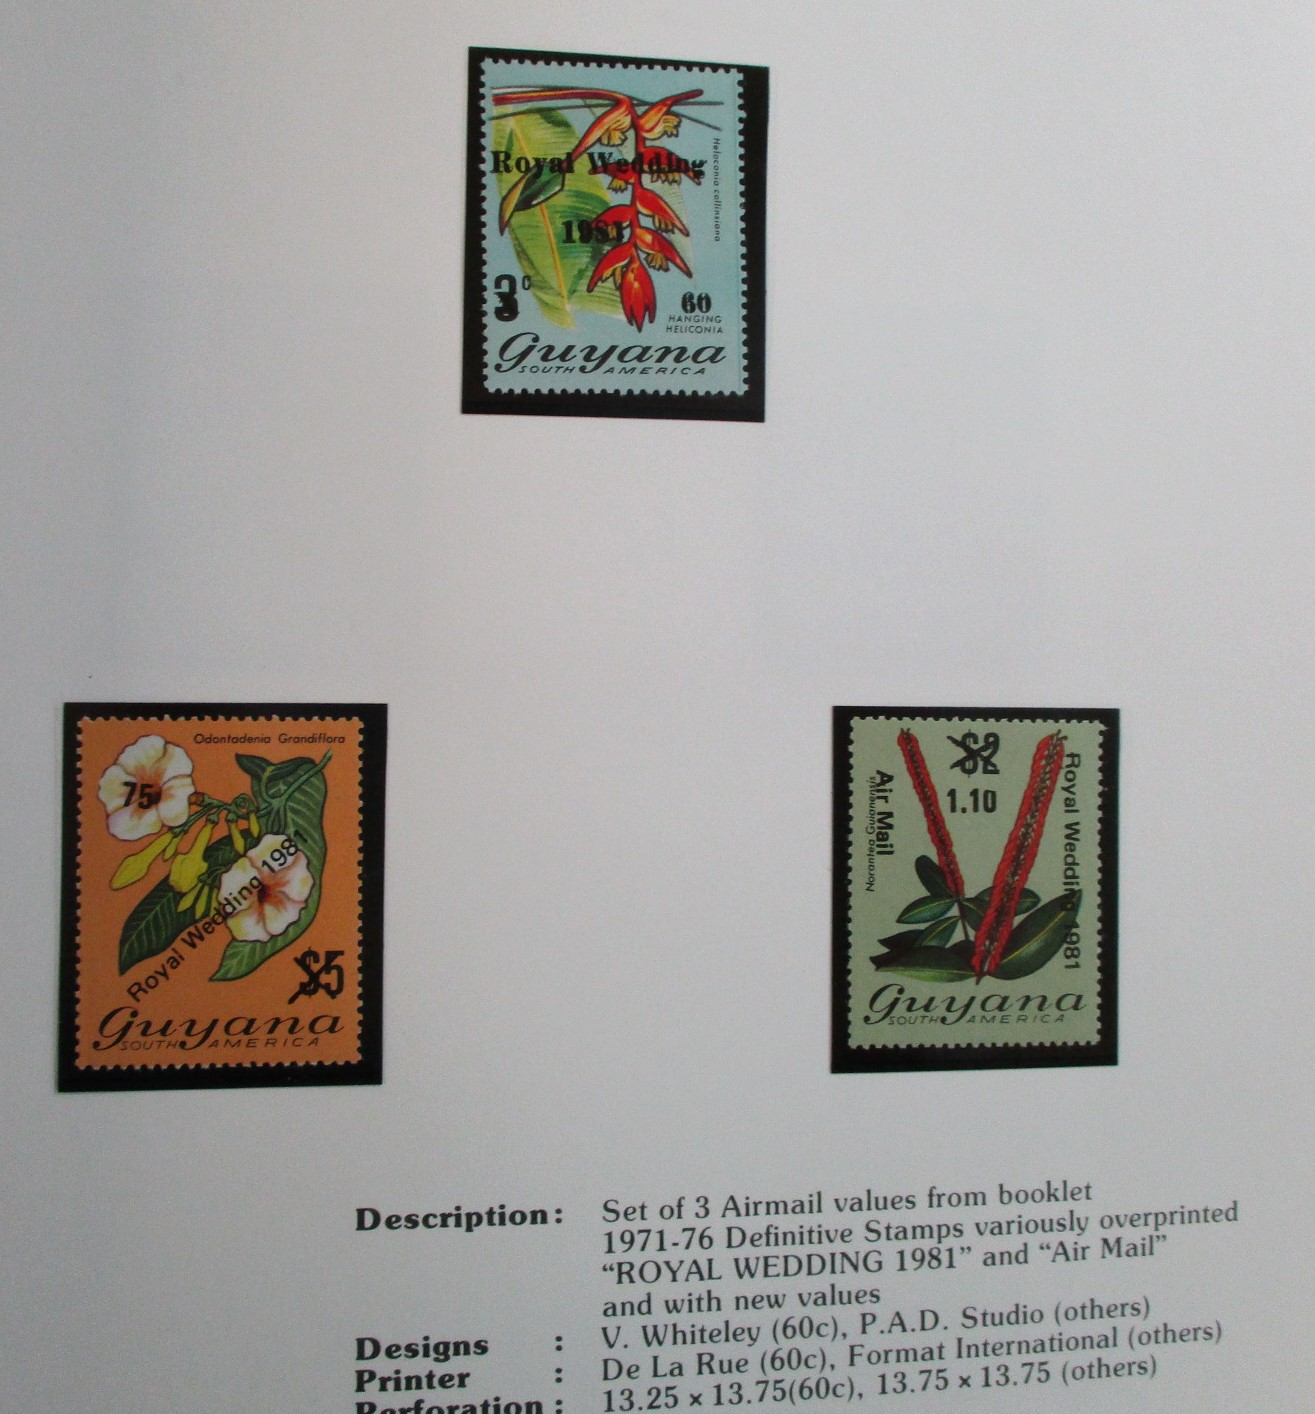 Royal Wedding
1981
Heloconia collinsiana
3c
60
HANGING
HELICONIA
Guyana
SOUTH AMERICA
Odontadenia Grandiflora
75
Royal Wedding 1981
$5
Guyana
SOUTH AMERICA
$2
1.10
Air Mail
Norantea Guianensis
Royal Wedding 1981
Guyana
SOUTH AMERICA
Description: Set of 3 Airmail values from booklet
1971-76 Definitive Stamps variously overprinted
“ROYAL WEDDING 1981” and “Air Mail”
and with new values
Designs : V. Whiteley (60c), P.A.D. Studio (others)
Printer : De La Rue (60c), Format International (others)
Perforation : 13.25 x 13.75(60c), 13.75 x 13.75 (others)